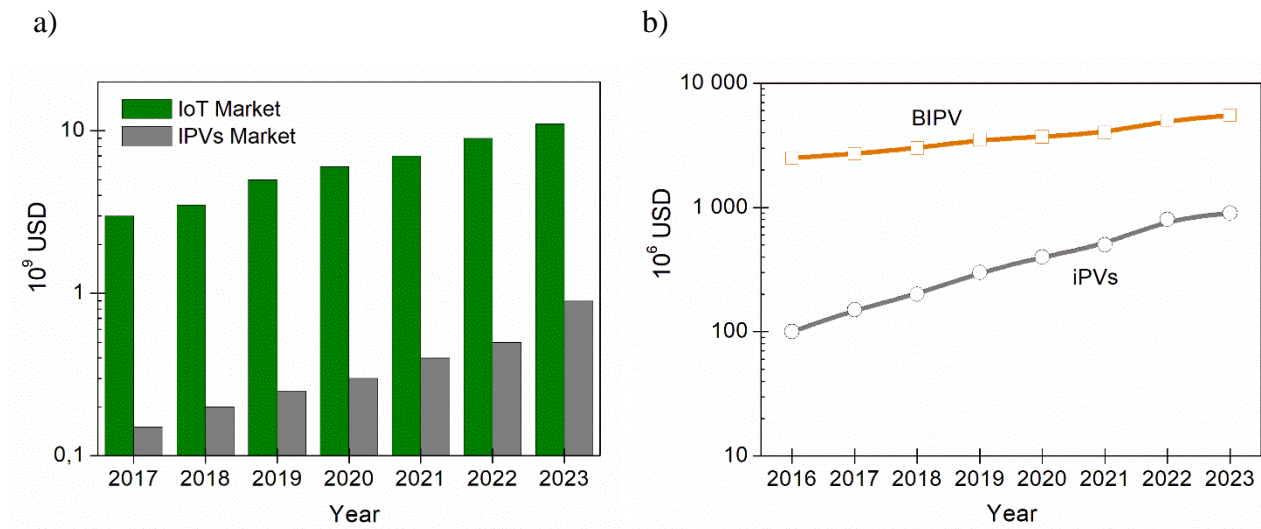 a)
IoT Market
IPVs Market
10⁹ USD
10
1
0,1
2017 2018 2019 2020 2021 2022 2023
Year
b)
10 000
1 000
100
10
10⁶ USD
BIPV
iPVs
2016 2017 2018 2019 2020 2021 2022 2023
Year